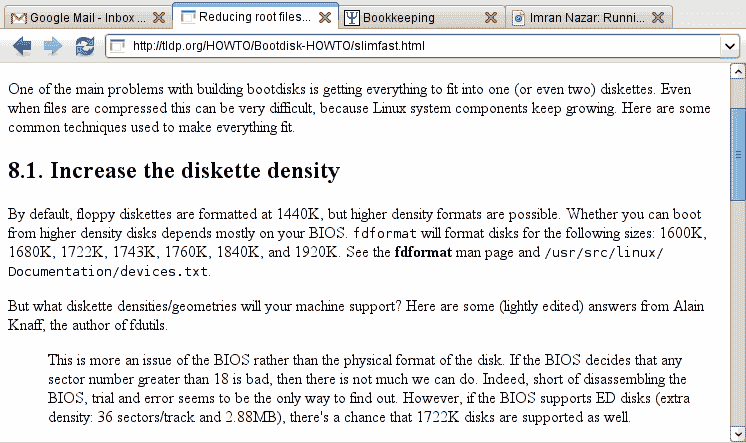 Google Mail - Inbox ...
Reducing root files...
Bookkeeping
Imran Nazar: Runni...
http://tldp.org/HOWTO/Bootdisk-HOWTO/slimfast.html
One of the main problems with building bootdisks is getting everything to fit into one (or even two) diskettes. Even
when files are compressed this can be very difficult, because Linux system components keep growing. Here are some
common techniques used to make everything fit.
8.1. Increase the diskette density
By default, floppy diskettes are formatted at 1440K, but higher density formats are possible. Whether you can boot
from higher density disks depends mostly on your BIOS. fdformat will format disks for the following sizes: 1600K,
1680K, 1722K, 1743K, 1760K, 1840K, and 1920K. See the fdformat man page and /usr/src/linux/
Documentation/devices.txt.
But what diskette densities/geometries will your machine support? Here are some (lightly edited) answers from Alain
Knaff, the author of fdutils.
This is more an issue of the BIOS rather than the physical format of the disk. If the BIOS decides that any
sector number greater than 18 is bad, then there is not much we can do. Indeed, short of disassembling the
BIOS, trial and error seems to be the only way to find out. However, if the BIOS supports ED disks (extra
density: 36 sectors/track and 2.88MB), there's a chance that 1722K disks are supported as well.